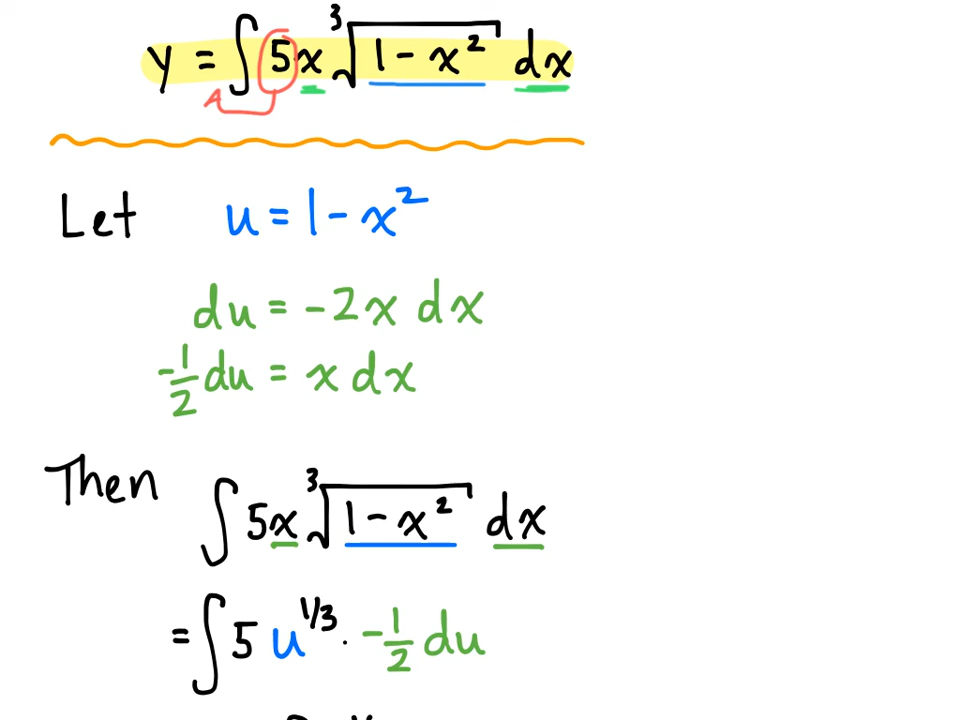 y = ∫ 5x ∛(1 - x²) dx
Let u = 1 - x²
du = -2x dx
-1/2 du = x dx
Then ∫ 5x ∛(1 - x²) dx
= ∫ 5 u^(1/3) · -1/2 du